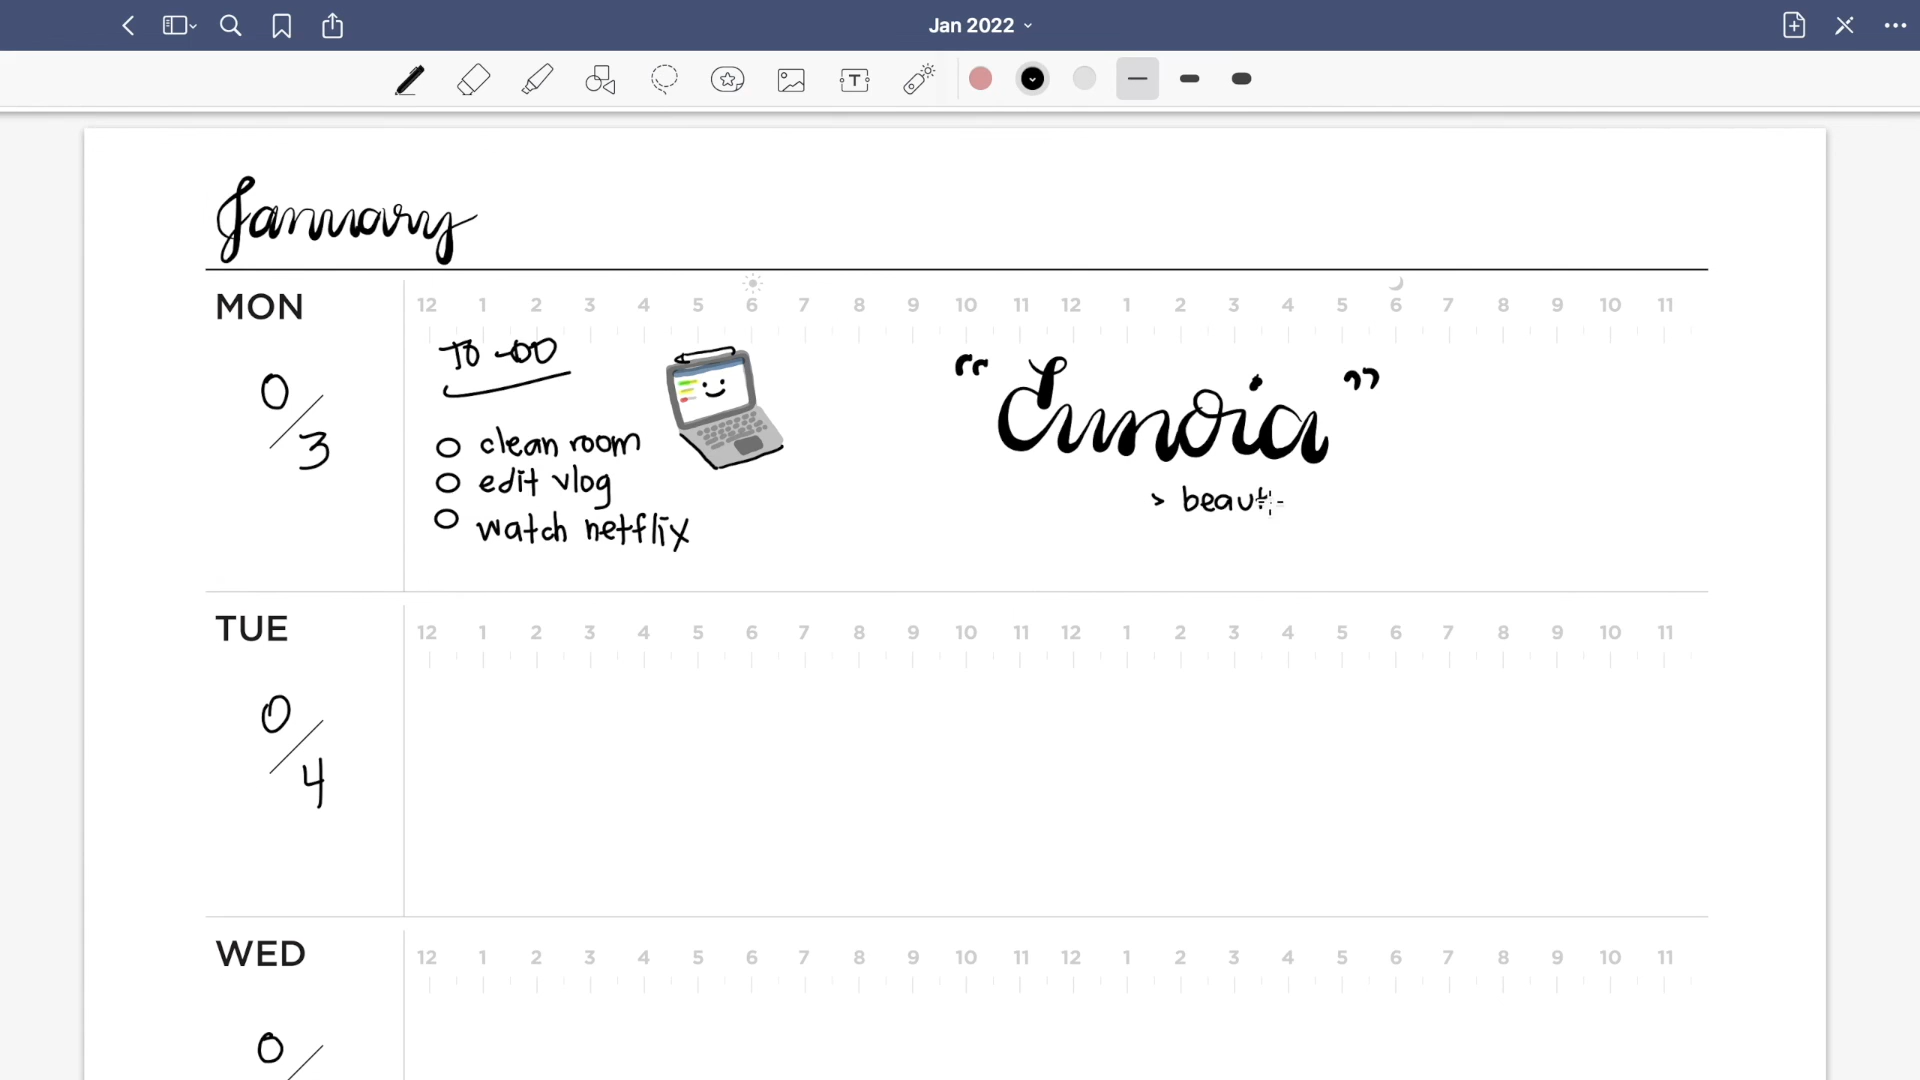 Jan 2022
January
MON
12 1 2 3 4 5 6 7 8 9 10 11 12 1 2 3 4 5 6 7 8 9 10 11
0/3
TO-DO
clean room
edit vlog
watch netflix
"Eunoia"
> beaut
TUE
12 1 2 3 4 5 6 7 8 9 10 11 12 1 2 3 4 5 6 7 8 9 10 11
0/4
WED
12 1 2 3 4 5 6 7 8 9 10 11 12 1 2 3 4 5 6 7 8 9 10 11
0/